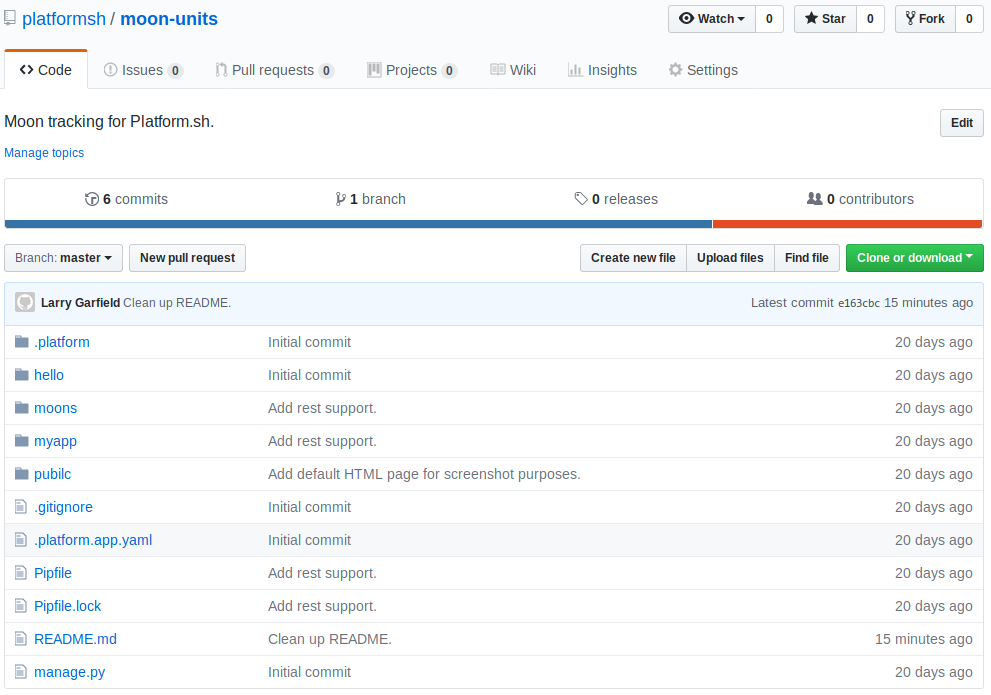 platformsh / moon-units
Watch 0 Star 0 Fork 0
Code Issues 0 Pull requests 0 Projects 0 Wiki Insights Settings
Moon tracking for Platform.sh. Edit
Manage topics
6 commits 1 branch 0 releases 0 contributors
Branch: master New pull request Create new file Upload files Find file Clone or download
Larry Garfield Clean up README. Latest commit e163cbc 15 minutes ago
.platform Initial commit 20 days ago
hello Initial commit 20 days ago
moons Add rest support. 20 days ago
myapp Add rest support. 20 days ago
pubilc Add default HTML page for screenshot purposes. 20 days ago
.gitignore Initial commit 20 days ago
.platform.app.yaml Initial commit 20 days ago
Pipfile Add rest support. 20 days ago
Pipfile.lock Add rest support. 20 days ago
README.md Clean up README. 15 minutes ago
manage.py Initial commit 20 days ago